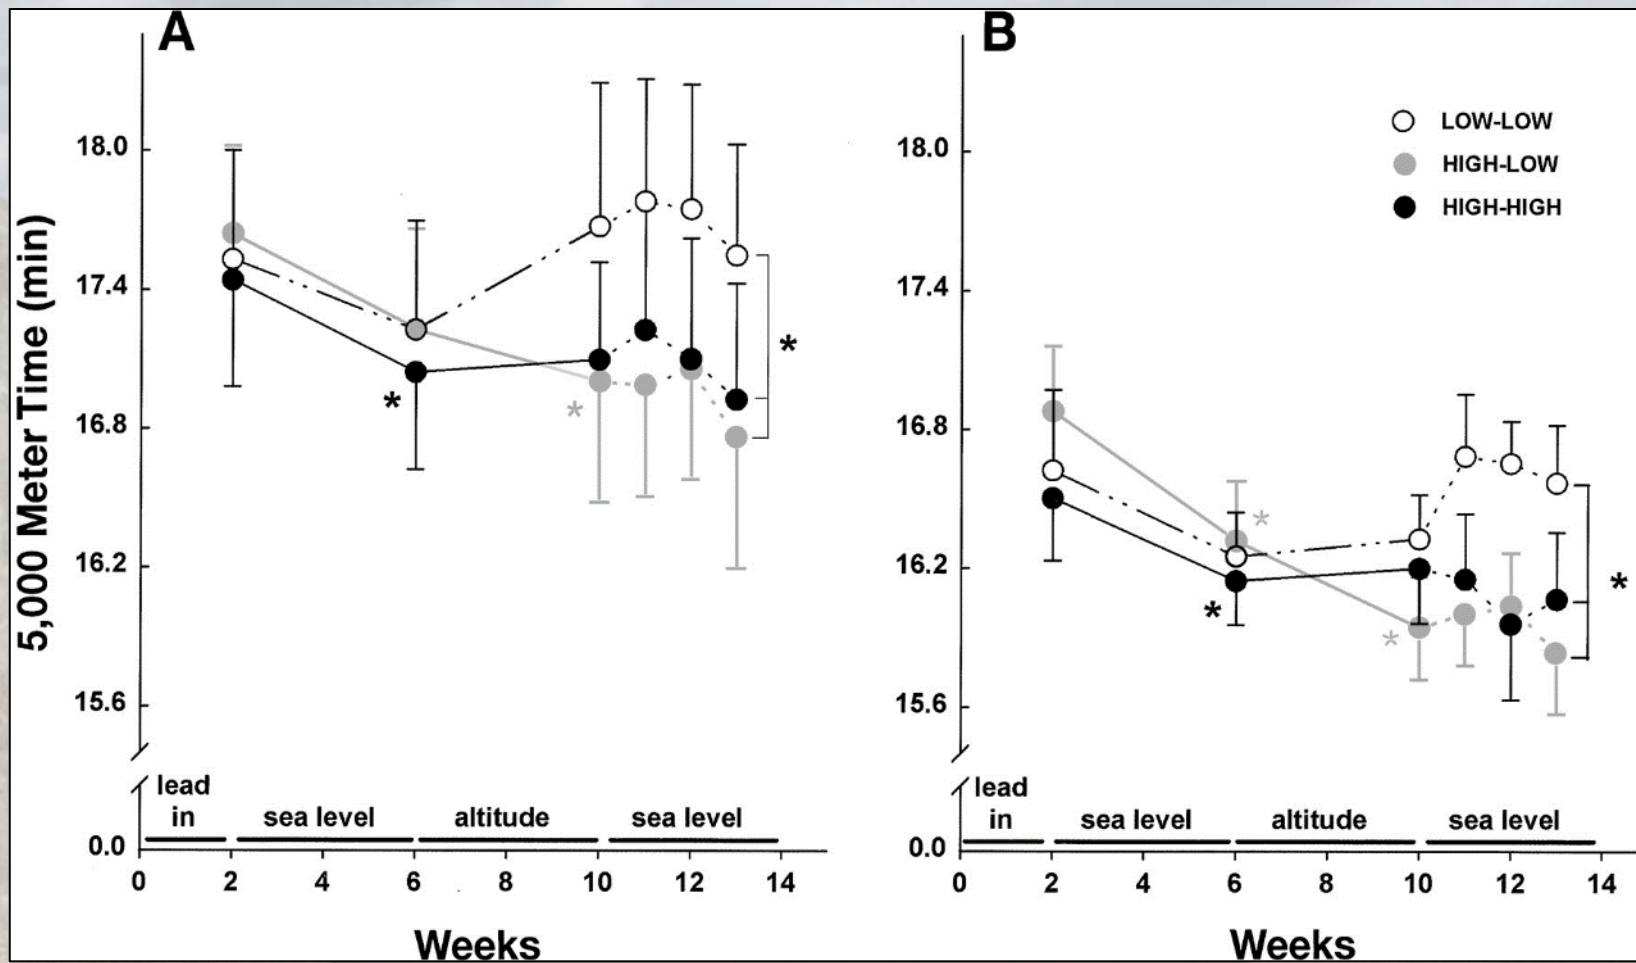 A
5,000 Meter Time (min)
18.0
17.4
16.8
16.2
15.6
0.0
*
*
*
lead
in
sea level
altitude
sea level
0
2
4
6
8
10
12
14
Weeks
B
LOW-LOW
HIGH-LOW
HIGH-HIGH
18.0
17.4
16.8
16.2
15.6
0.0
*
*
*
*
lead
in
sea level
altitude
sea level
0
2
4
6
8
10
12
14
Weeks